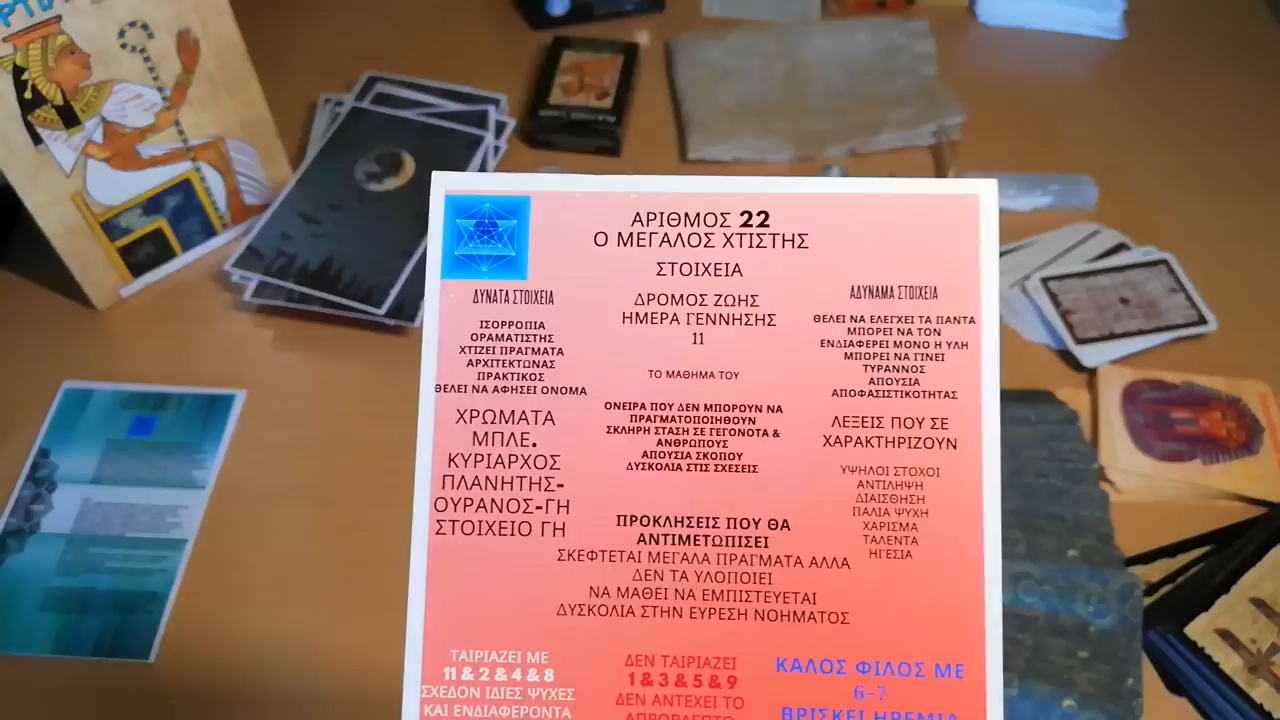 ΑΡΙΘΜΟΣ 22
Ο ΜΕΓΑΛΟΣ ΧΤΙΣΤΗΣ
ΣΤΟΙΧΕΙΑ
ΔΥΝΑΤΑ ΣΤΟΙΧΕΙΑ
ΙΣΟΡΡΟΠΙΑ
ΟΡΑΜΑΤΙΣΤΗΣ
ΧΤΙΖΕΙ ΠΡΑΓΜΑΤΑ
ΑΡΧΙΤΕΚΤΩΝΑΣ
ΠΡΑΚΤΙΚΟΣ
ΘΕΛΕΙ ΝΑ ΑΦΗΣΕΙ ΟΝΟΜΑ
ΧΡΩΜΑΤΑ
ΜΠΛΕ.
ΚΥΡΙΑΡΧΟΣ
ΠΛΑΝΗΤΗΣ-
ΟΥΡΑΝΟΣ-ΓΗ
ΣΤΟΙΧΕΙΟ ΓΗ
ΔΡΟΜΟΣ ΖΩΗΣ
ΗΜΕΡΑ ΓΕΝΝΗΣΗΣ
11
ΤΟ ΜΑΘΗΜΑ ΤΟΥ
ΟΝΕΙΡΑ ΠΟΥ ΔΕΝ ΜΠΟΡΟΥΝ ΝΑ
ΠΡΑΓΜΑΤΟΠΟΙΗΘΟΥΝ
ΣΚΛΗΡΗ ΣΤΑΣΗ ΣΕ ΓΕΓΟΝΟΤΑ &
ΑΝΘΡΩΠΟΥΣ
ΑΠΟΥΣΙΑ ΣΚΟΠΟΥ
ΔΥΣΚΟΛΙΑ ΣΤΙΣ ΣΧΕΣΕΙΣ
ΑΔΥΝΑΜΑ ΣΤΟΙΧΕΙΑ
ΘΕΛΕΙ ΝΑ ΕΛΕΓΧΕΙ ΤΑ ΠΑΝΤΑ
ΜΠΟΡΕΙ ΝΑ ΤΟΝ
ΕΝΔΙΑΦΕΡΕΙ ΜΟΝΟ Η ΥΛΗ
ΜΠΟΡΕΙ ΝΑ ΓΙΝΕΙ
ΤΥΡΑΝΝΟΣ
ΑΠΟΥΣΙΑ
ΑΠΟΦΑΣΙΣΤΙΚΟΤΗΤΑΣ
ΛΕΞΕΙΣ ΠΟΥ ΣΕ
ΧΑΡΑΚΤΗΡΙΖΟΥΝ
ΥΨΗΛΟΙ ΣΤΟΧΟΙ
ΑΝΤΙΛΗΨΗ
ΔΙΑΙΣΘΗΣΗ
ΠΑΛΙΑ ΨΥΧΗ
ΧΑΡΙΣΜΑ
ΤΑΛΕΝΤΑ
ΗΓΕΣΙΑ
ΠΡΟΚΛΗΣΕΙΣ ΠΟΥ ΘΑ
ΑΝΤΙΜΕΤΩΠΙΣΕΙ
ΣΚΕΦΤΕΤΑΙ ΜΕΓΑΛΑ ΠΡΑΓΜΑΤΑ ΑΛΛΑ
ΔΕΝ ΤΑ ΥΛΟΠΟΙΕΙ
ΝΑ ΜΑΘΕΙ ΝΑ ΕΜΠΙΣΤΕΥΕΤΑΙ
ΔΥΣΚΟΛΙΑ ΣΤΗΝ ΕΥΡΕΣΗ ΝΟΗΜΑΤΟΣ
ΤΑΙΡΙΑΖΕΙ ΜΕ
11 & 2 & 4 & 8
ΣΧΕΔΟΝ ΙΔΙΕΣ ΨΥΧΕΣ
ΚΑΙ ΕΝΔΙΑΦΕΡΟΝΤΑ
ΔΕΝ ΤΑΙΡΙΑΖΕΙ
1 & 3 & 5 & 9
ΔΕΝ ΑΝΤΕΧΕΙ ΤΟ
ΑΠΡΟΒΛΕΠΤΟ
ΚΑΛΟΣ ΦΙΛΟΣ ΜΕ
6-7
ΒΡΙΣΚΕΙ ΗΡΕΜΙΑ